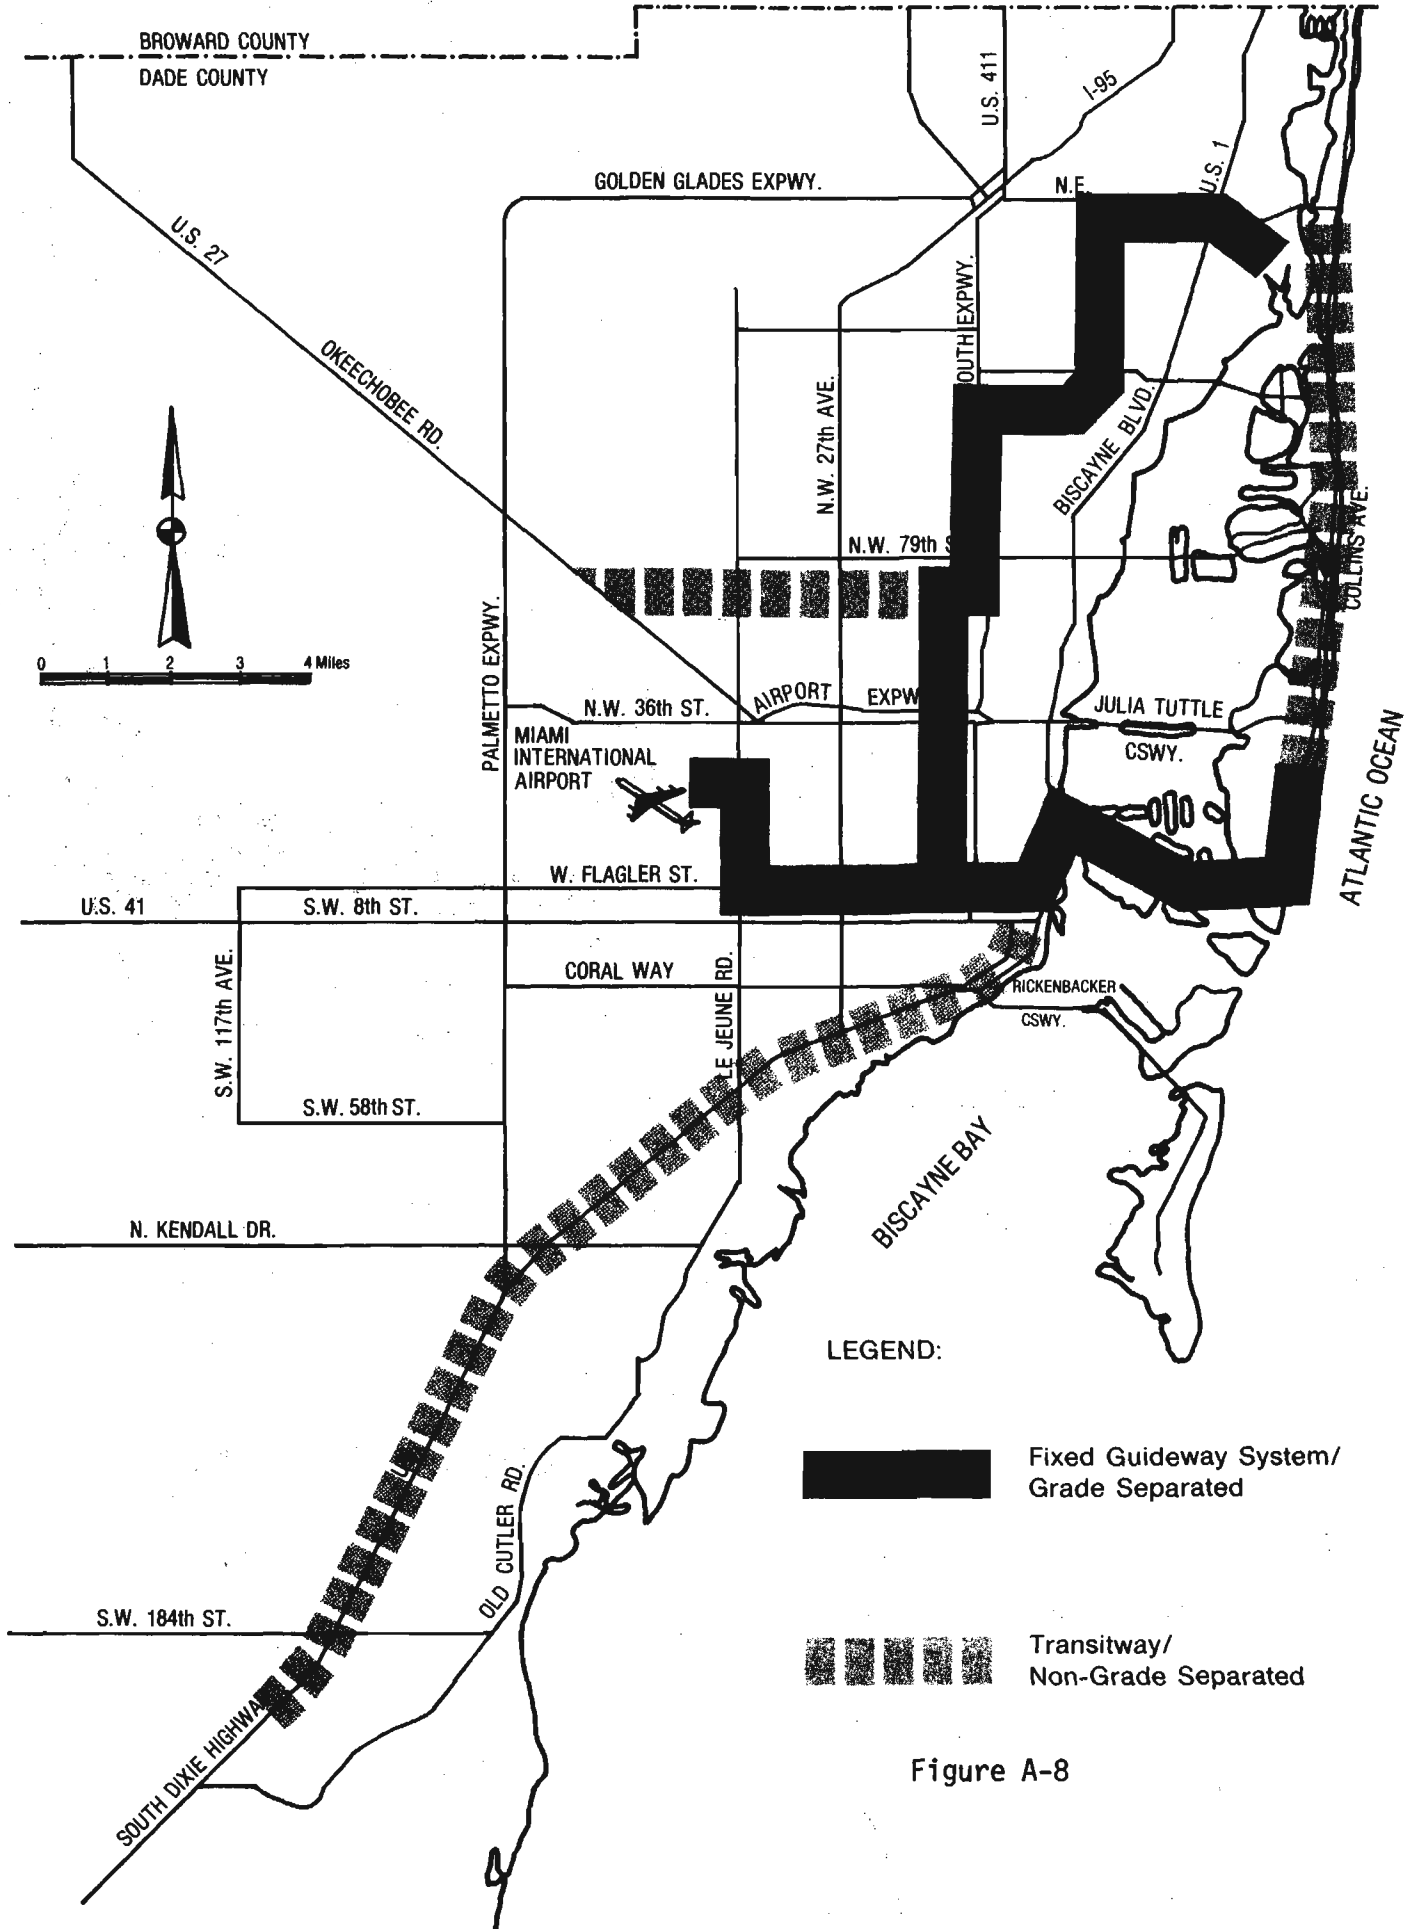 BROWARD COUNTY
DADE COUNTY
U.S. 411
I-95
U.S. 1
GOLDEN GLADES EXPWY.
N.E.
U.S. 27
OKEECHOBEE RD.
OUTH EXPWY.
N.W. 27th AVE.
BISCAYNE BLVD.
N.W. 79th S
COLLINS AVE.
PALMETTO EXPWY.
0 1 2 3 4 Miles
AIRPORT EXPW
N.W. 36th ST.
JULIA TUTTLE
CSWY.
MIAMI
INTERNATIONAL
AIRPORT
ATLANTIC OCEAN
W. FLAGLER ST.
U.S. 41
S.W. 8th ST.
S.W. 117th AVE.
CORAL WAY
LE JEUNE RD.
RICKENBACKER
CSWY.
S.W. 58th ST.
BISCAYNE BAY
N. KENDALL DR.
LEGEND:
Fixed Guideway System/
Grade Separated
OLD CUTLER RD.
S.W. 184th ST.
Transitway/
Non-Grade Separated
SOUTH DIXIE HIGHWA
Figure A-8